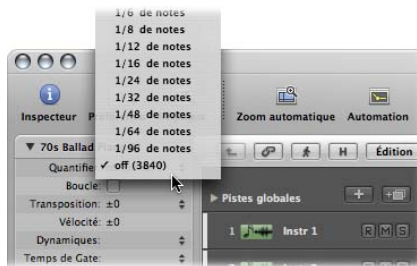 1/6 de notes
1/8 de notes
1/12 de notes
1/16 de notes
1/24 de notes
1/32 de notes
1/48 de notes
1/64 de notes
1/96 de notes
✓ off (3840)
Inspecteur
Zoom automatique
Automation
▼ 70s Ballad
H
Édition
Quantifie
Boucle:
Transposition: ±0
Vélocité: ±0
Dynamiques:
Temps de Gate:
▶ Pistes globales
1 Instr 1 R M S